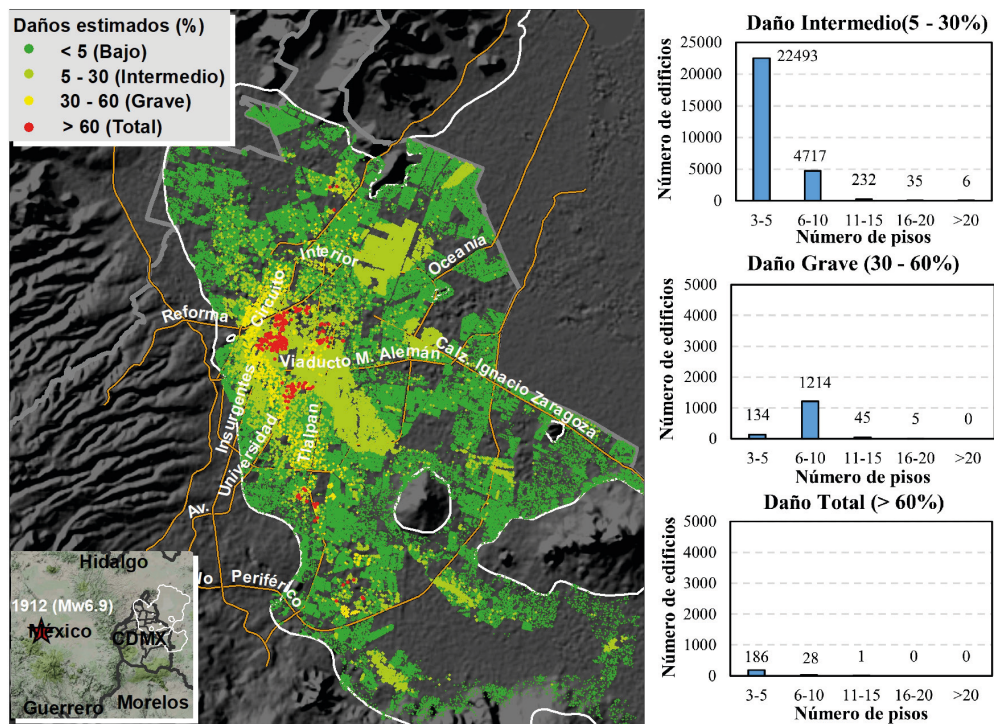 Daños estimados (%)
< 5 (Bajo)
5 - 30 (Intermedio)
30 - 60 (Grave)
> 60 (Total)
Interior
Circuito
Oceanía
Reforma
Viaducto M. Alemán
Calz. Ignacio Zaragoza
Insurgentes
Av. Universidad
Tlalpan
Periférico
Hidalgo
1912 (Mw6.9)
México
CDMX
Morelos
Guerrero
Daño Intermedio(5 - 30%)
Número de edificios
25000
20000
15000
10000
5000
0
22493
4717
232
35
6
3-5
6-10
11-15
16-20
>20
Número de pisos
Daño Grave (30 - 60%)
Número de edificios
5000
4000
3000
2000
1000
0
134
1214
45
5
0
3-5
6-10
11-15
16-20
>20
Número de pisos
Daño Total (> 60%)
Número de edificios
5000
4000
3000
2000
1000
0
186
28
1
0
0
3-5
6-10
11-15
16-20
>20
Número de pisos